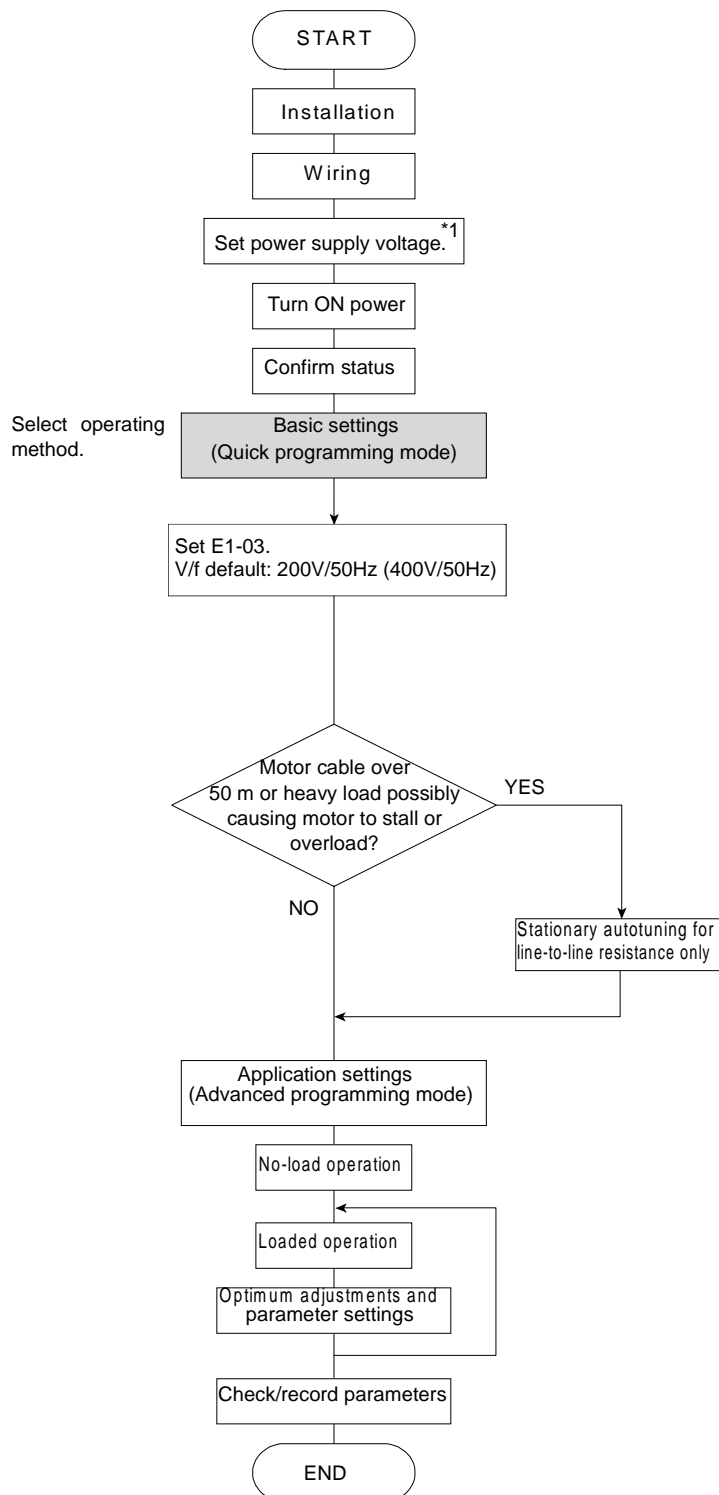 START
Installation
Wiring
Set power supply voltage.*1
Turn ON power
Confirm status
Select operating
method.
Basic settings
(Quick programming mode)
Set E1-03.
V/f default: 200V/50Hz (400V/50Hz)
Motor cable over
50 m or heavy load possibly
causing motor to stall or
overload?
YES
NO
Stationary autotuning for
line-to-line resistance only
Application settings
(Advanced programming mode)
No-load operation
Loaded operation
Optimum adjustments and
parameter settings
Check/record parameters
END